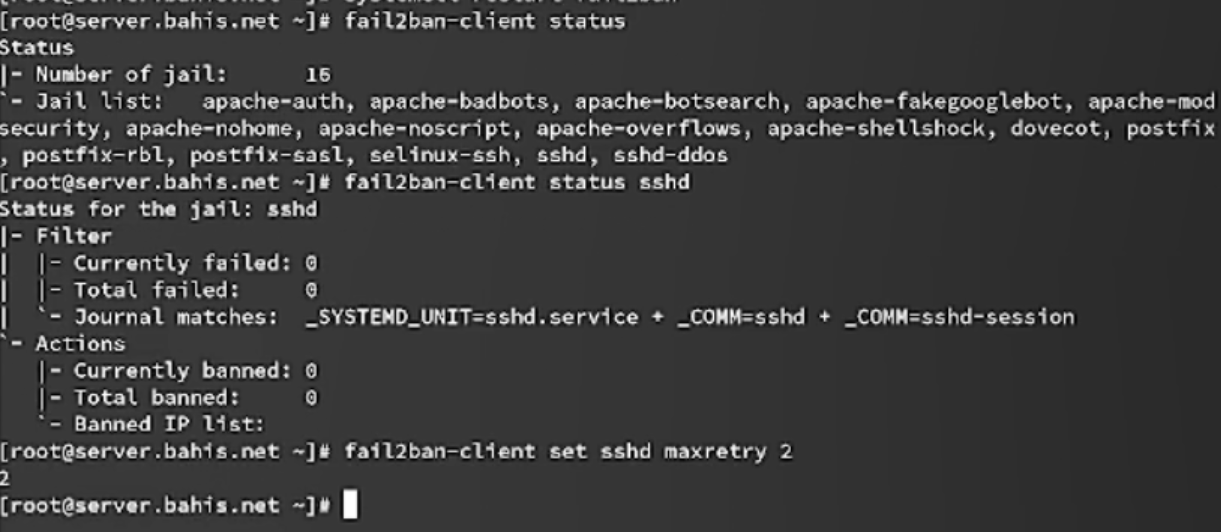 [root@server.bahis.net ~]# fail2ban-client status
Status
|- Number of jail:      16
`- Jail list:   apache-auth, apache-badbots, apache-botsearch, apache-fakegooglebot, apache-mod
security, apache-nohome, apache-noscript, apache-overflows, apache-shellshock, dovecot, postfix
, postfix-rbl, postfix-sasl, selinux-ssh, sshd, sshd-ddos
[root@server.bahis.net ~]# fail2ban-client status sshd
Status for the jail: sshd
|- Filter
|  |- Currently failed: 0
|  |- Total failed:     0
|  `- Journal matches:  _SYSTEMD_UNIT=sshd.service + _COMM=sshd + _COMM=sshd-session
`- Actions
   |- Currently banned: 0
   |- Total banned:     0
   `- Banned IP list:
[root@server.bahis.net ~]# fail2ban-client set sshd maxretry 2
2
[root@server.bahis.net ~]#